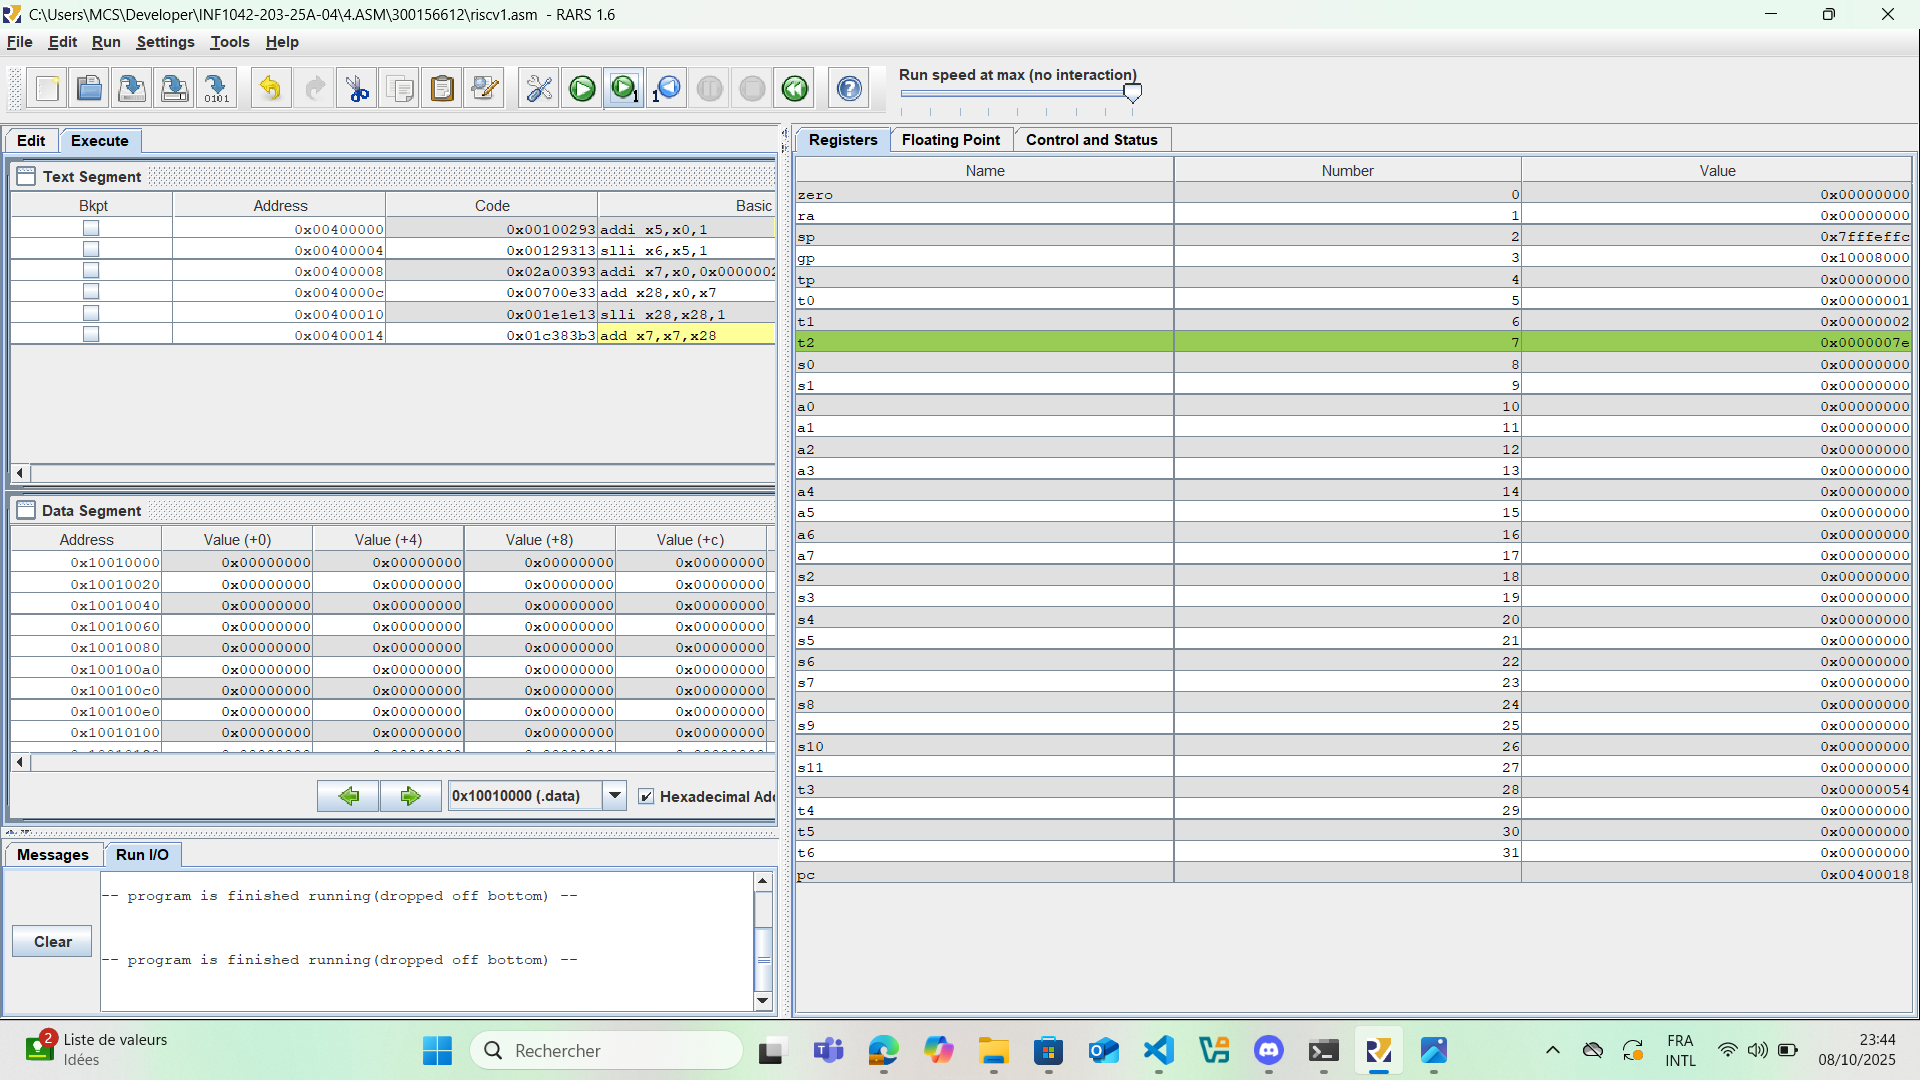 C:\Users\MCS\Developer\INF1042-203-25A-04\4.ASM\300156612\riscv1.asm - RARS 1.6
File Edit Run Settings Tools Help
Run speed at max (no interaction)
Edit Execute
Text Segment
Bkpt Address Code Basic
0x00400000 0x00100293 addi x5,x0,1
0x00400004 0x00129313 slli x6,x5,1
0x00400008 0x02a00393 addi x7,x0,0x0000002
0x0040000c 0x00700e33 add x28,x0,x7
0x00400010 0x001e1e13 slli x28,x28,1
0x00400014 0x01c383b3 add x7,x7,x28
Data Segment
Address Value (+0) Value (+4) Value (+8) Value (+c)
0x10010000 0x00000000 0x00000000 0x00000000 0x00000000
0x10010020 0x00000000 0x00000000 0x00000000 0x00000000
0x10010040 0x00000000 0x00000000 0x00000000 0x00000000
0x10010060 0x00000000 0x00000000 0x00000000 0x00000000
0x10010080 0x00000000 0x00000000 0x00000000 0x00000000
0x100100a0 0x00000000 0x00000000 0x00000000 0x00000000
0x100100c0 0x00000000 0x00000000 0x00000000 0x00000000
0x100100e0 0x00000000 0x00000000 0x00000000 0x00000000
0x10010100 0x00000000 0x00000000 0x00000000 0x00000000
0x10010000 (.data) Hexadecimal Add
Messages Run I/O
-- program is finished running(dropped off bottom) --
Clear
-- program is finished running(dropped off bottom) --
Registers Floating Point Control and Status
Name Number Value
zero 0 0x00000000
ra 1 0x00000000
sp 2 0x7fffeffc
gp 3 0x10008000
tp 4 0x00000000
t0 5 0x00000001
t1 6 0x00000002
t2 7 0x0000007e
s0 8 0x00000000
s1 9 0x00000000
a0 10 0x00000000
a1 11 0x00000000
a2 12 0x00000000
a3 13 0x00000000
a4 14 0x00000000
a5 15 0x00000000
a6 16 0x00000000
a7 17 0x00000000
s2 18 0x00000000
s3 19 0x00000000
s4 20 0x00000000
s5 21 0x00000000
s6 22 0x00000000
s7 23 0x00000000
s8 24 0x00000000
s9 25 0x00000000
s10 26 0x00000000
s11 27 0x00000000
t3 28 0x00000054
t4 29 0x00000000
t5 30 0x00000000
t6 31 0x00000000
pc 0x00400018
2 Liste de valeurs
Idées
Rechercher
FRA
INTL
23:44
08/10/2025